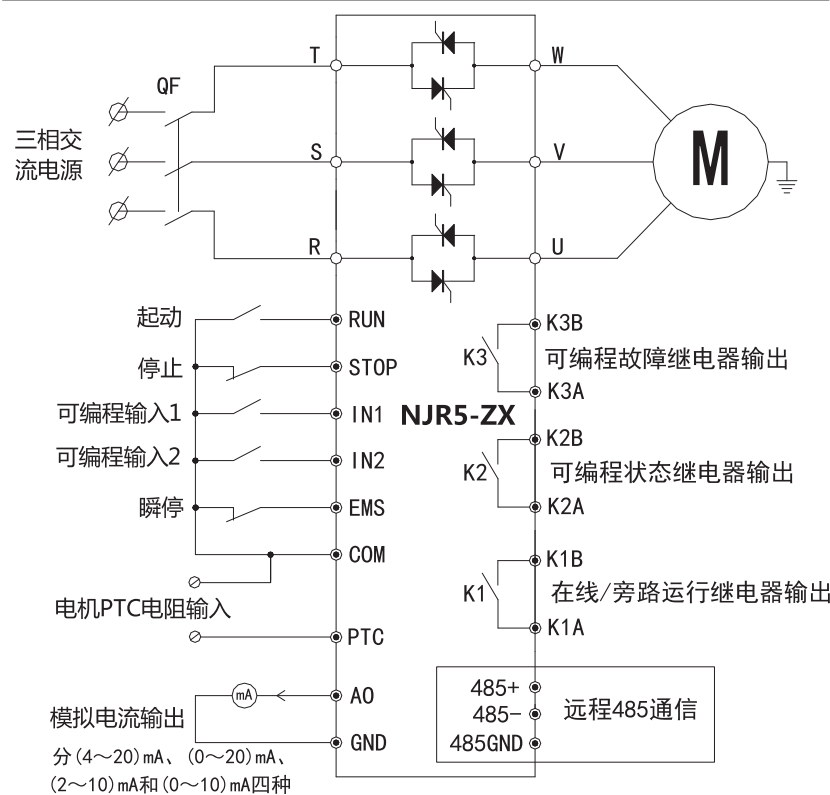 T
W
QF
三相交
流电源
S
V
M
R
U
起动
RUN
K3B
K3
可编程故障继电器输出
停止
STOP
K3A
可编程输入1
IN1
NJR5-ZX
K2B
可编程输入2
IN2
K2
可编程状态继电器输出
瞬停
EMS
K2A
COM
K1B
K1
在线/旁路运行继电器输出
电机PTC电阻输入
PTC
K1A
mA
AO
485+
模拟电流输出
485-
远程485通信
GND
485GND
分(4～20)mA、(0～20)mA、
(2～10)mA和(0～10)mA四种